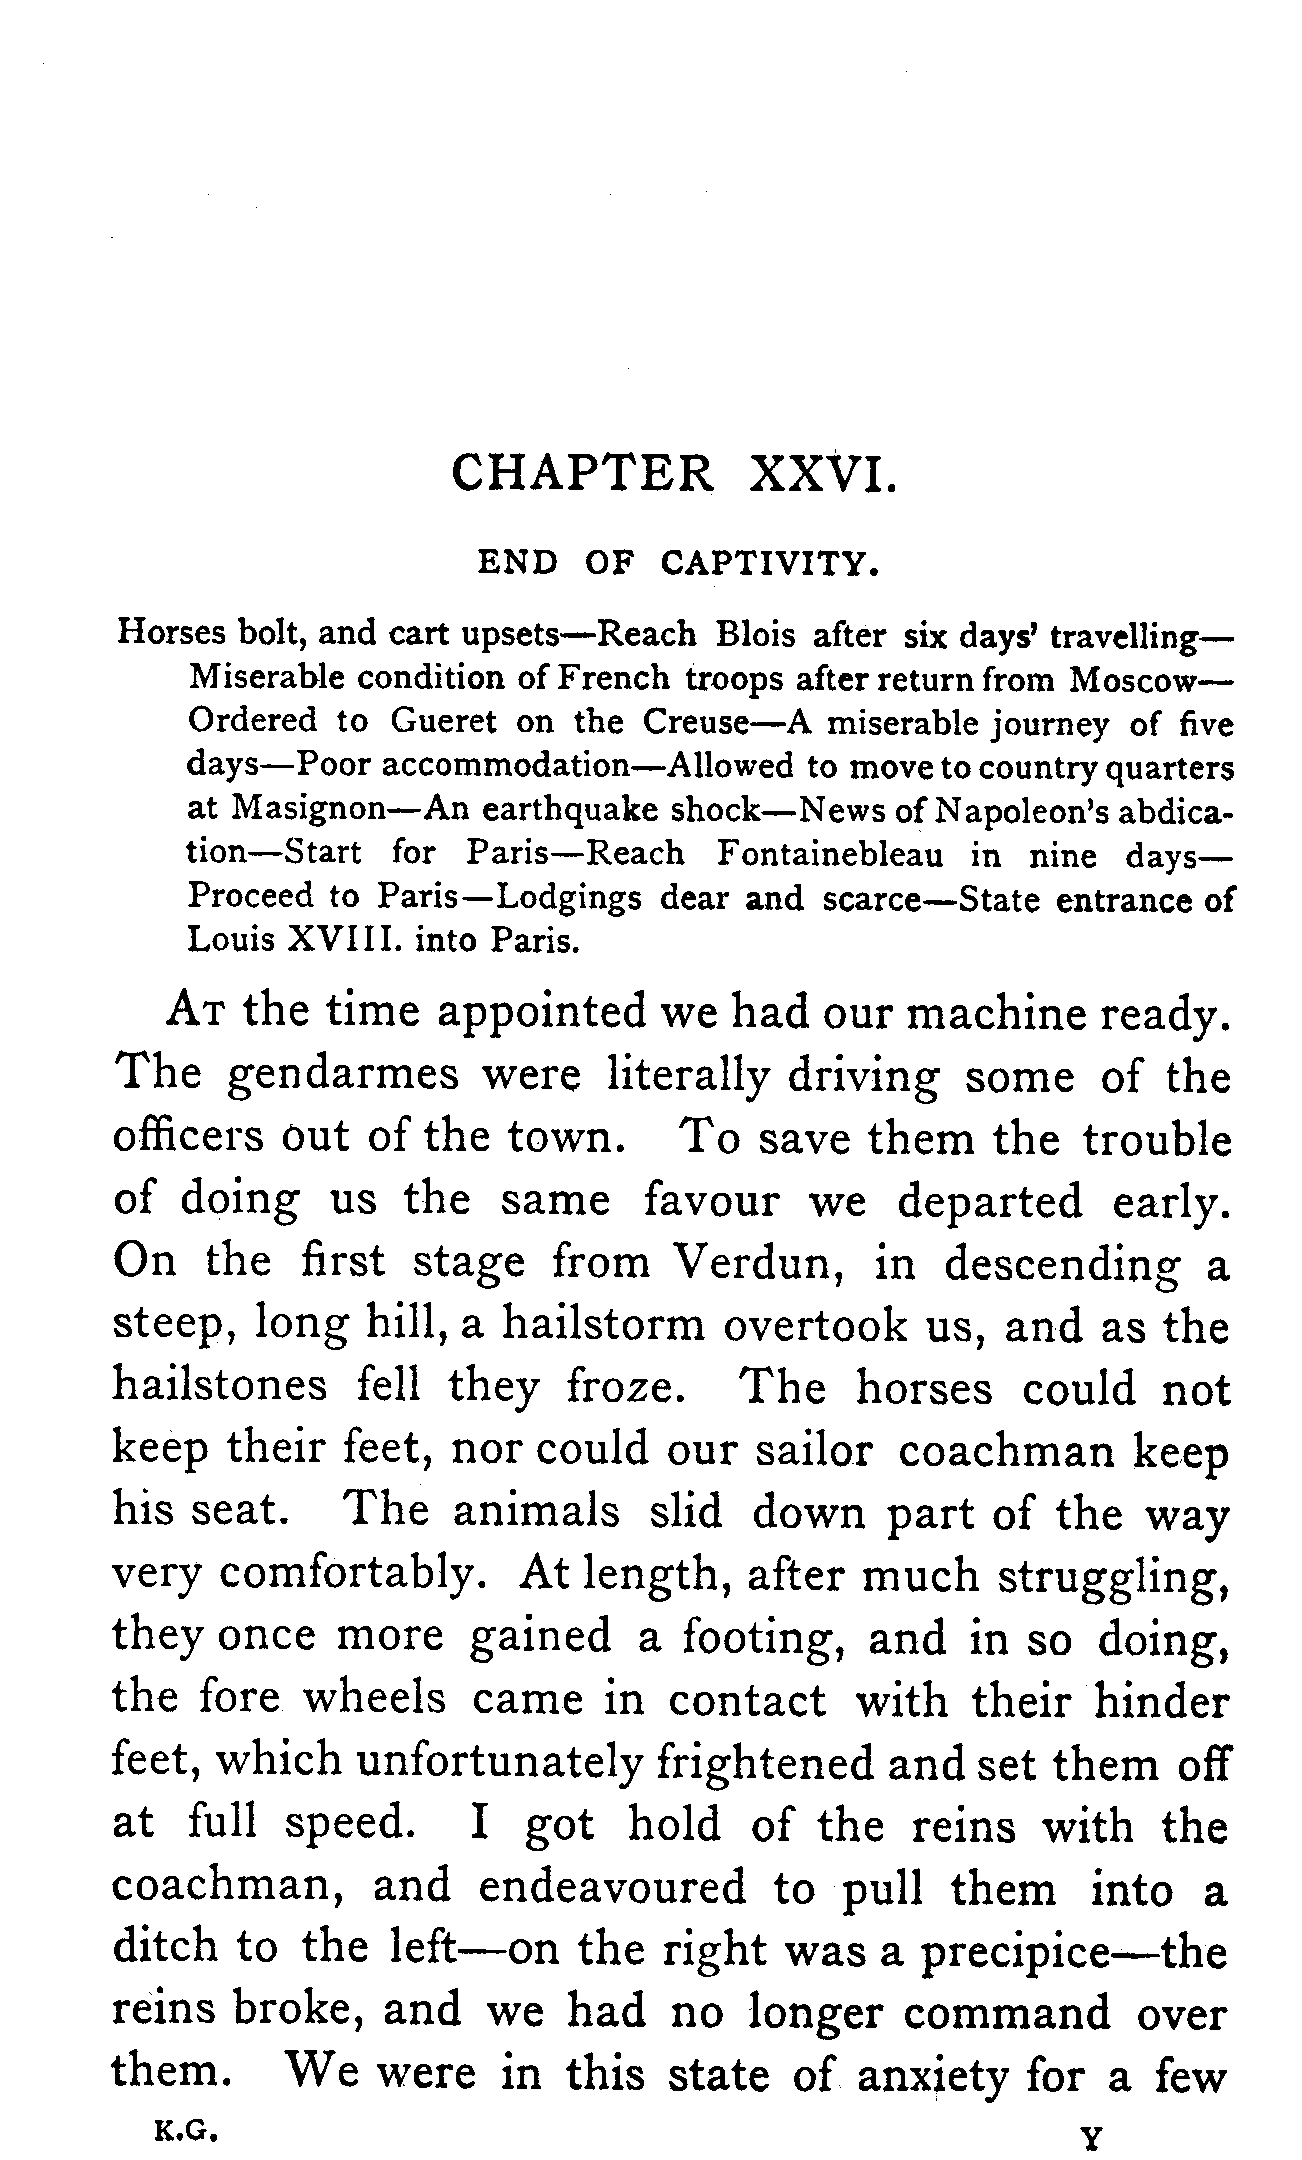 CHAPTER XXVI.
END OF CAPTIVITY.
Horses bolt, and cart upsets—Reach Blois after six days' travelling—
Miserable condition of French troops after return from Moscow—
Ordered to Gueret on the Creuse—A miserable journey of five
days—Poor accommodation—Allowed to move to country quarters
at Masignon—An earthquake shock—News of Napoleon's abdica-
tion—Start for Paris—Reach Fontainebleau in nine days—
Proceed to Paris—Lodgings dear and scarce—State entrance of
Louis XVIII. into Paris.
AT the time appointed we had our machine ready.
The gendarmes were literally driving some of the
officers out of the town. To save them the trouble
of doing us the same favour we departed early.
On the first stage from Verdun, in descending a
steep, long hill, a hailstorm overtook us, and as the
hailstones fell they froze. The horses could not
keep their feet, nor could our sailor coachman keep
his seat. The animals slid down part of the way
very comfortably. At length, after much struggling,
they once more gained a footing, and in so doing,
the fore wheels came in contact with their hinder
feet, which unfortunately frightened and set them off
at full speed. I got hold of the reins with the
coachman, and endeavoured to pull them into a
ditch to the left—on the right was a precipice—the
reins broke, and we had no longer command over
them. We were in this state of anxiety for a few
K.G. Y